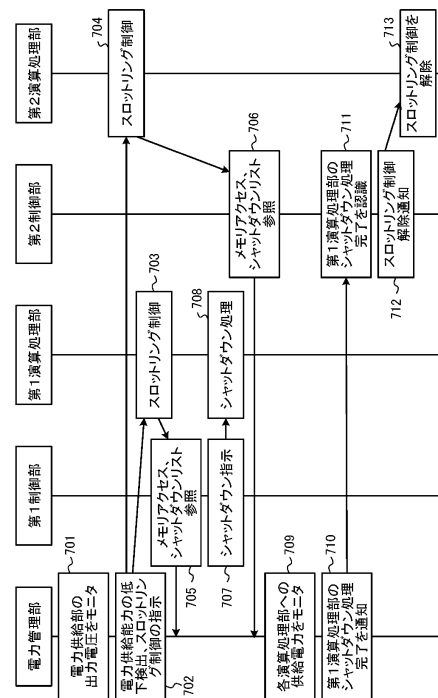 電力管理部
第1制御部
第1演算処理部
第2制御部
第2演算処理部
701
電力供給部の
出力電圧をモニタ
電力供給能力の低
下検出／スロットリン
グ制御の指示
702
703
スロットリング制御
704
スロットリング制御
メモリアクセス、
シャットダウンリスト
参照
705
706
メモリアクセス、
シャットダウンリスト
参照
シャットダウン指示
707
708
シャットダウン処理
709
各演算処理部への
供給電力をモニタ
710
第1演算処理部の
シャットダウン処理
完了を通知
711
第1演算処理部の
シャットダウン処理
完了を認識
スロットリング制御
解除通知
712
713
スロットリング制御を
解除